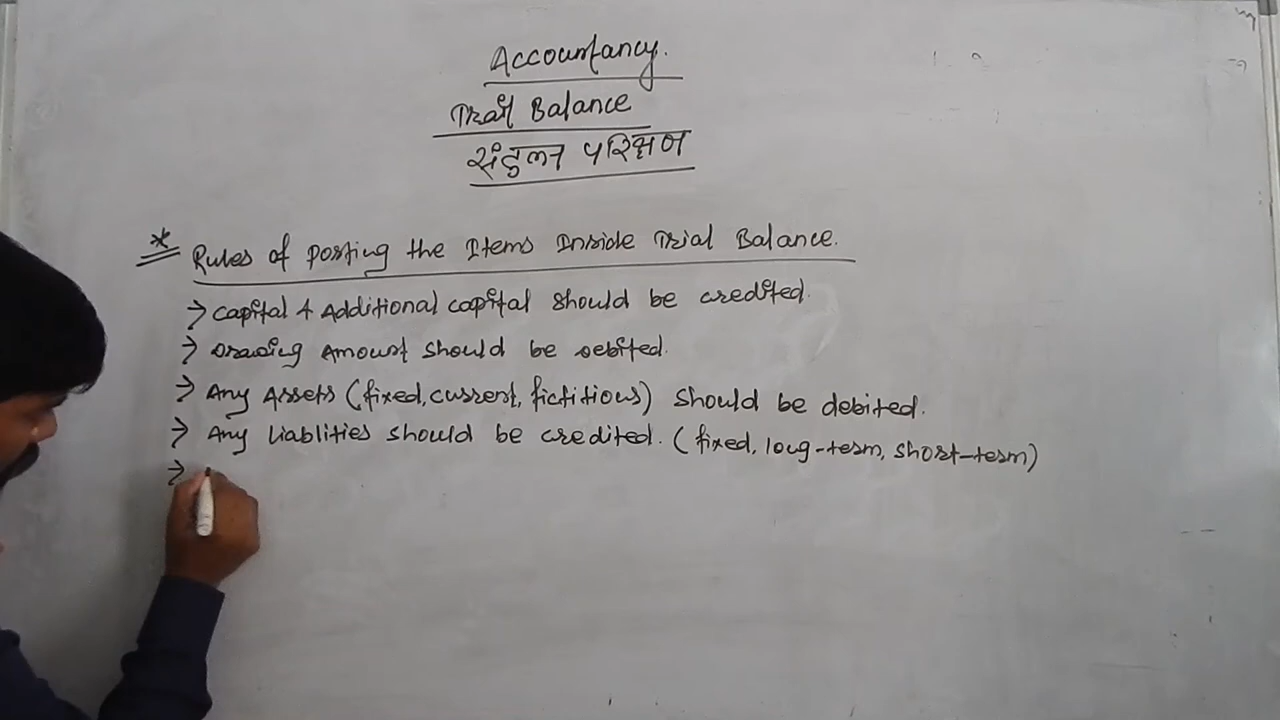 Accountancy.
Trail Balance
संतुलन परिक्षण
* Rules of Posting the Items Inside Trial Balance.
> Capital & Additional capital should be credited.
> Drawing Amount should be debited.
> Any Assets (fixed, current, fictitious) should be debited.
> Any liablities should be credited. (fixed, long-term, short-term)
>